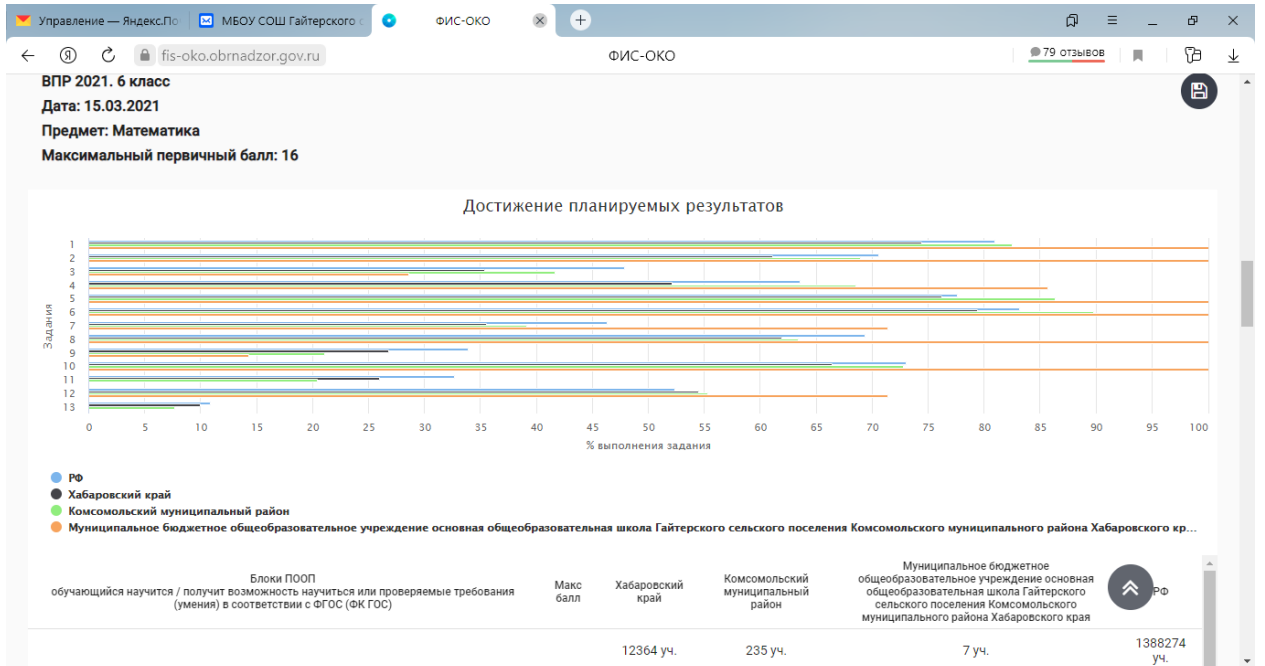 Управление — Яндекс.По
МБОУ СОШ Гайтерского с
ФИС-ОКО
fis-oko.obrnadzor.gov.ru
ФИС-ОКО
79 отзывов
ВПР 2021. 6 класс
Дата: 15.03.2021
Предмет: Математика
Максимальный первичный балл: 16
Достижение планируемых результатов
Задания
1
2
3
4
5
6
7
8
9
10
11
12
13
0 5 10 15 20 25 30 35 40 45 50 55 60 65 70 75 80 85 90 95 100
% выполнения задания
РФ
Хабаровский край
Комсомольский муниципальный район
Муниципальное бюджетное общеобразовательное учреждение основная общеобразовательная школа Гайтерского сельского поселения Комсомольского муниципального района Хабаровского кр...
Блоки ПООП
обучающийся научится / получит возможность научиться или проверяемые требования
(умения) в соответствии с ФГОС (ФК ГОС)
Макс
балл
Хабаровский
край
Комсомольский
муниципальный
район
Муниципальное бюджетное
общеобразовательное учреждение основная
общеобразовательная школа Гайтерского
сельского поселения Комсомольского
муниципального района Хабаровского края
РФ
12364 уч. 235 уч. 7 уч. 1388274
уч.